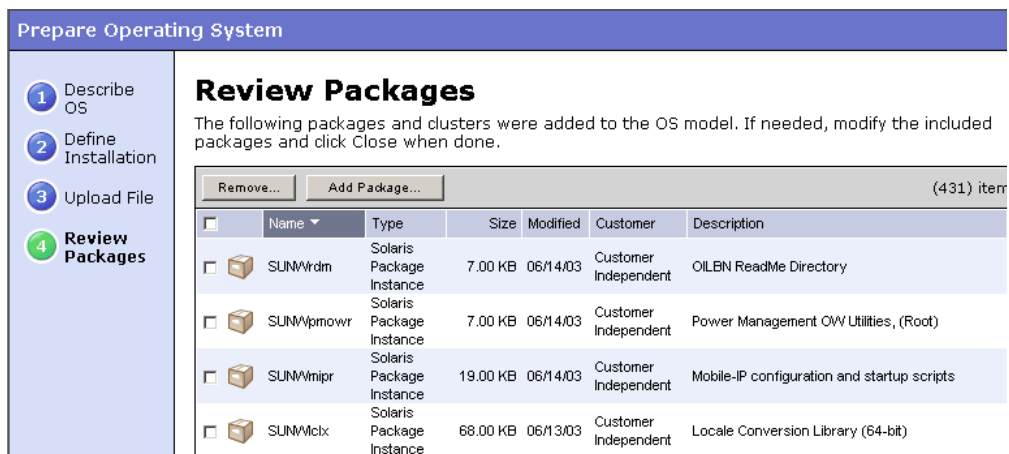 Prepare Operating System
1 Describe OS
2 Define Installation
3 Upload File
4 Review Packages
Review Packages
The following packages and clusters were added to the OS model. If needed, modify the included
packages and click Close when done.
Remove... Add Package... (431) item
Name Type Size Modified Customer Description
SUNWrdm Solaris Package Instance 7.00 KB 06/14/03 Customer Independent OILBN ReadMe Directory
SUNWpmowr Solaris Package Instance 7.00 KB 06/14/03 Customer Independent Power Management OW Utilities, (Root)
SUNWmipr Solaris Package Instance 19.00 KB 06/14/03 Customer Independent Mobile-IP configuration and startup scripts
SUNWlclx Solaris Package Instance 68.00 KB 06/13/03 Customer Independent Locale Conversion Library (64-bit)